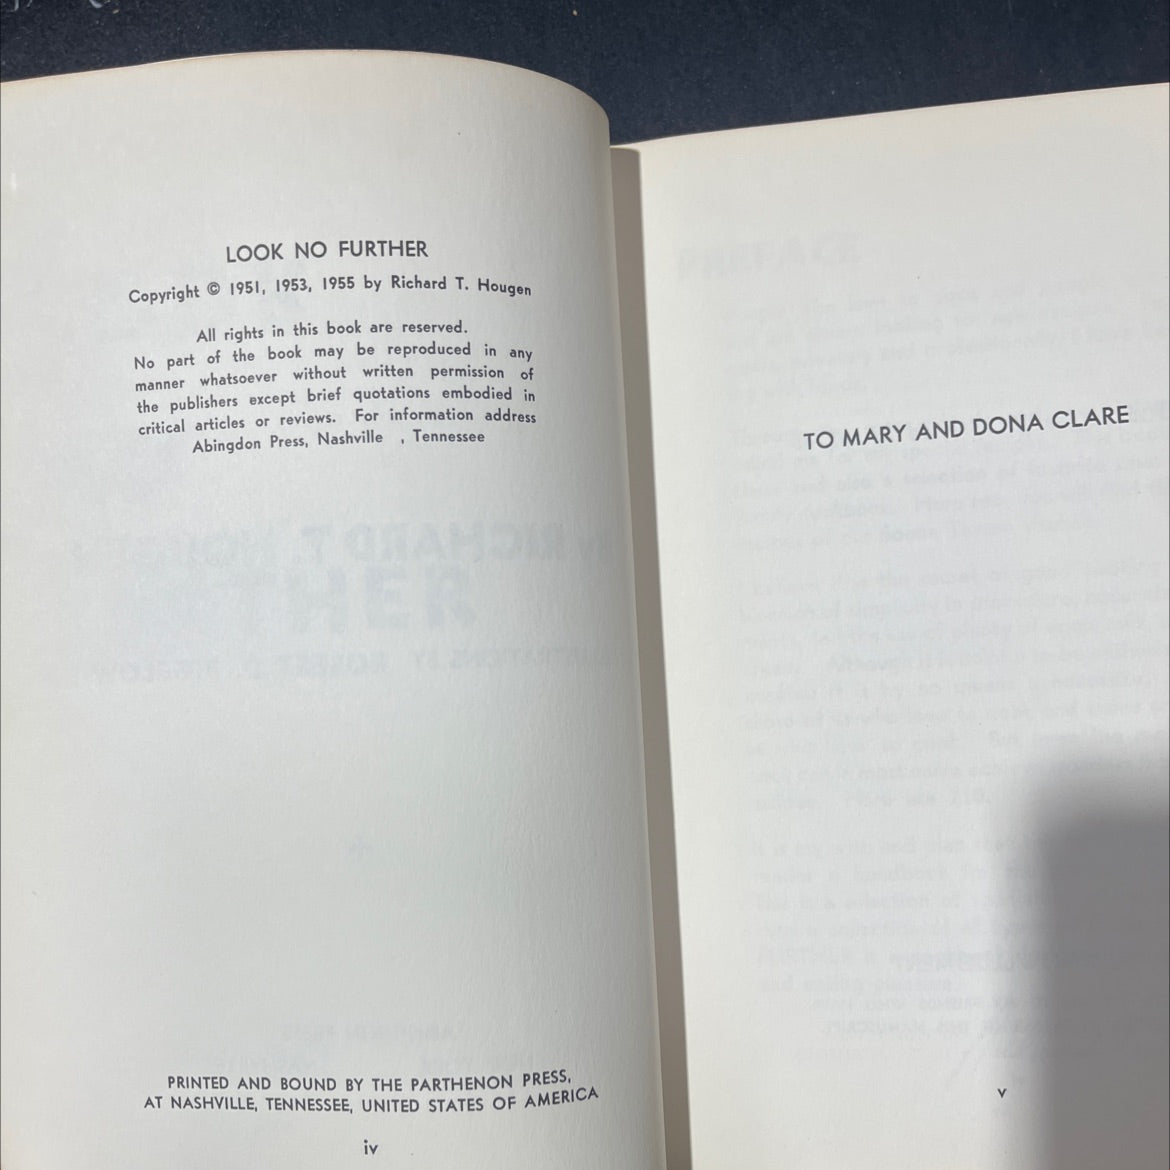 LOOK NO FURTHER
Copyright © 1951, 1953, 1955 by Richard T. Hougen
All rights in this book are reserved.
No part of the book may be reproduced in any
manner whatsoever without written permission of
the publishers except brief quotations embodied in
critical articles or reviews. For information address
Abingdon Press, Nashville , Tennessee
PRINTED AND BOUND BY THE PARTHENON PRESS,
AT NASHVILLE, TENNESSEE, UNITED STATES OF AMERICA
iv
TO MARY AND DONA CLARE
v